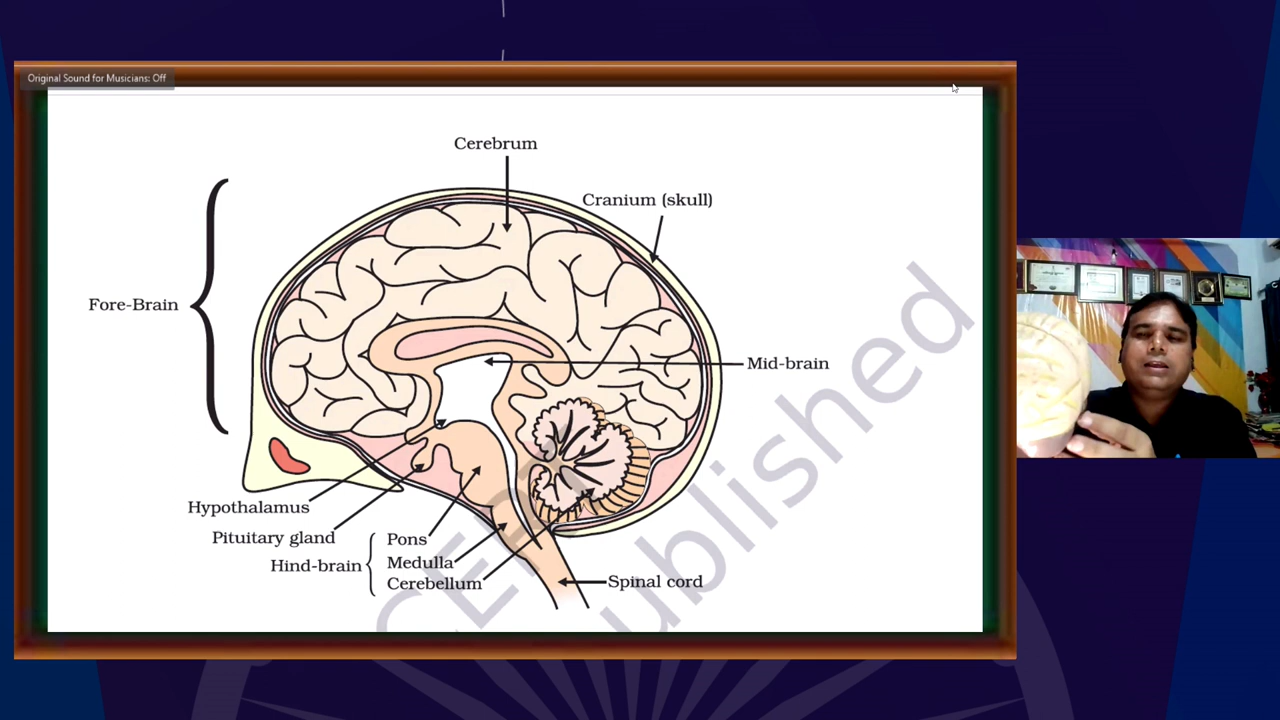 Original Sound for Musicians: Off
Cerebrum
Cranium (skull)
Fore-Brain
Mid-brain
Hypothalamus
Pituitary gland
Hind-brain
Pons
Medulla
Cerebellum
Spinal cord
ublished